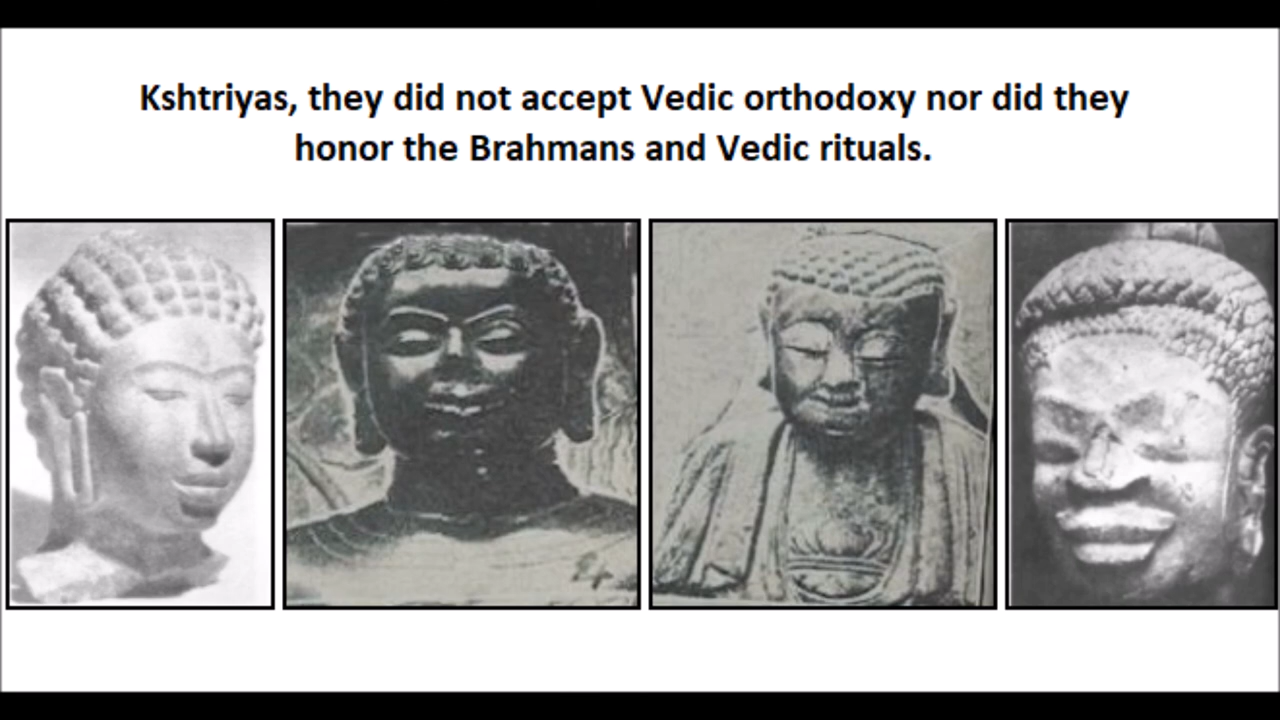 Kshtriyas, they did not accept Vedic orthodoxy nor did they
honor the Brahmans and Vedic rituals.